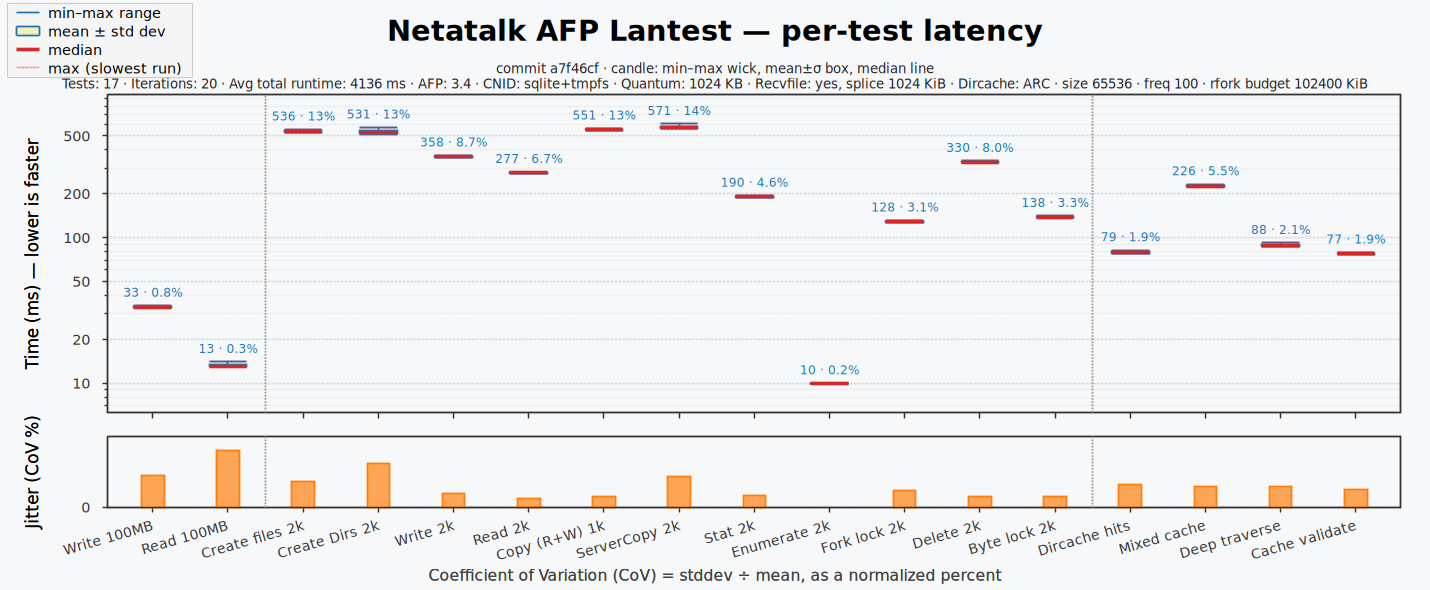 min–max range
mean ± std dev
median
max (slowest run)
Netatalk AFP Lantest — per-test latency
commit a7f46cf · candle: min–max wick, mean±σ box, median line
Tests: 17 · Iterations: 20 · Avg total runtime: 4136 ms · AFP: 3.4 · CNID: sqlite+tmpfs · Quantum: 1024 KB · Recvfile: yes, splice 1024 KiB · Dircache: ARC · size 65536 · freq 100 · rfork budget 102400 KiB
Time (ms) — lower is faster
500
200
100
50
20
10
33 · 0.8%
13 · 0.3%
536 · 13%
531 · 13%
358 · 8.7%
277 · 6.7%
551 · 13%
571 · 14%
190 · 4.6%
10 · 0.2%
128 · 3.1%
330 · 8.0%
138 · 3.3%
79 · 1.9%
226 · 5.5%
88 · 2.1%
77 · 1.9%
Jitter (CoV %)
0
Write 100MB
Read 100MB
Create files 2k
Create Dirs 2k
Write 2k
Read 2k
Copy (R+W) 1k
ServerCopy 2k
Stat 2k
Enumerate 2k
Fork lock 2k
Delete 2k
Byte lock 2k
Dircache hits
Mixed cache
Deep traverse
Cache validate
Coefficient of Variation (CoV) = stddev ÷ mean, as a normalized percent